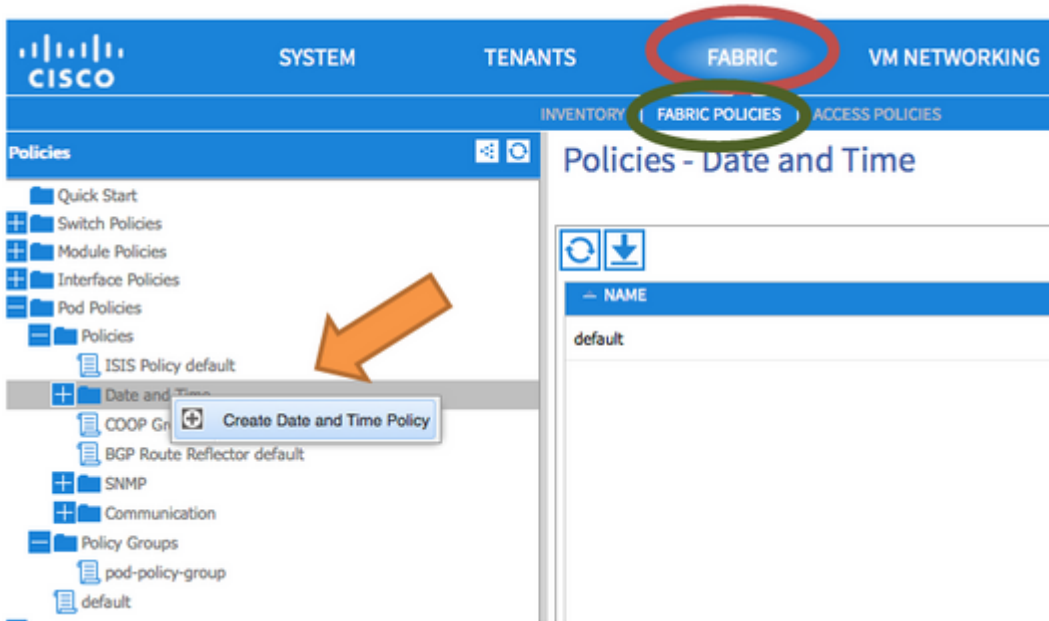 CISCO SYSTEM TENANTS FABRIC VM NETWORKING
INVENTORY | FABRIC POLICIES | ACCESS POLICIES
Policies
Policies - Date and Time
Quick Start
Switch Policies
Module Policies
Interface Policies
Pod Policies
Policies
ISIS Policy default
Date and Time
Create Date and Time Policy
COOP
BGP Route Reflector default
SNMP
Communication
Policy Groups
pod-policy-group
default
NAME
default